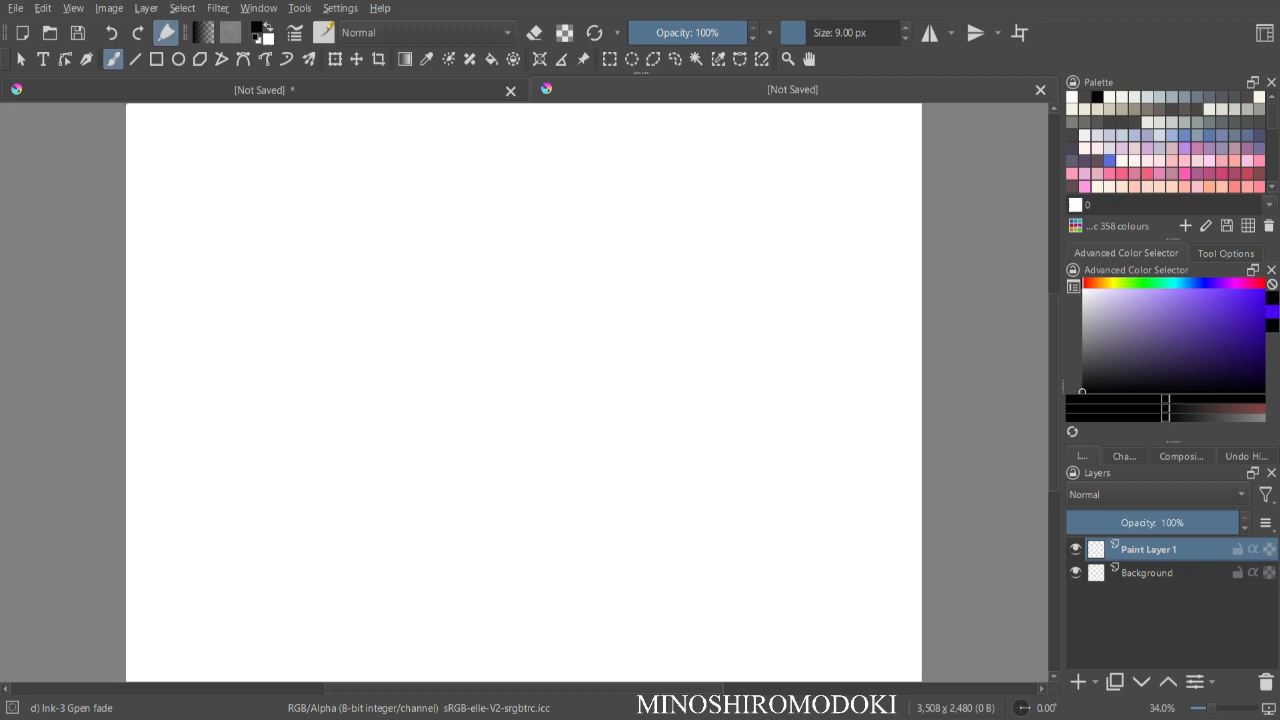 File Edit View Image Layer Select Filter Window Tools Settings Help
Normal Opacity: 100% Size: 9.00 px
[Not Saved] * [Not Saved]
Palette
0
...c 358 colours
Advanced Color Selector Tool Options
Advanced Color Selector
L... Cha... Composi... Undo Hi...
Layers
Normal
Opacity: 100%
Paint Layer 1
Background
d) Ink-3 Gpen fade RGB/Alpha (8-bit integer/channel) sRGB-elle-V2-srgbtrc.icc MINOSHIROMODOKI 3,508 x 2,480 (0 B) 0.00° 34.0%